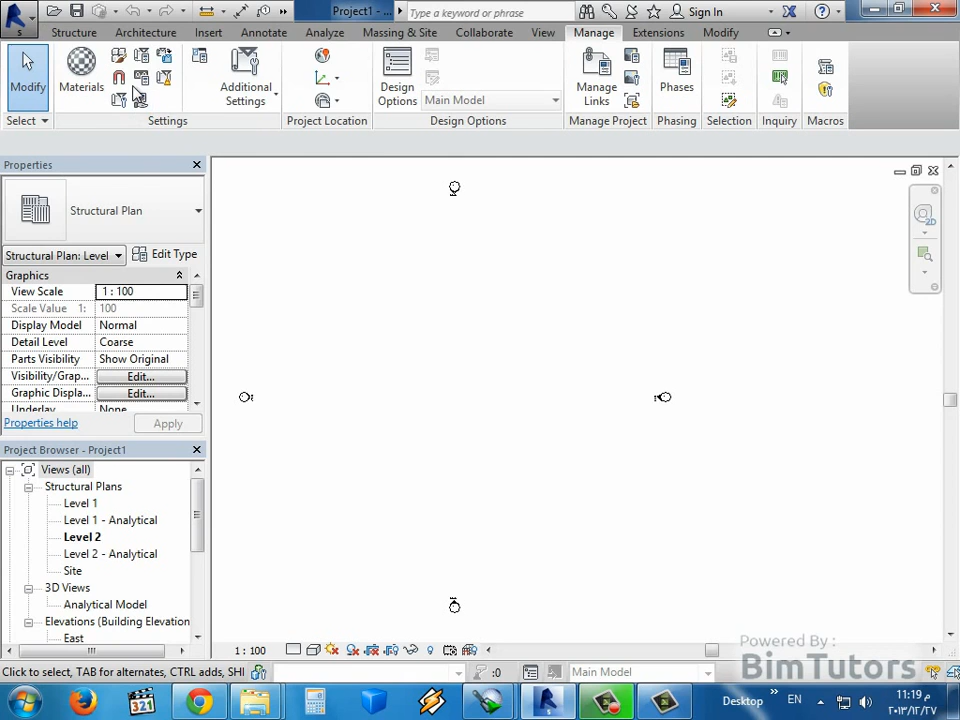 Project1 - ...
Type a keyword or phrase
Sign In
S
Structure
Architecture
Insert
Annotate
Analyze
Massing & Site
Collaborate
View
Manage
Extensions
Modify
Modify
Materials
Additional
Settings
Design
Options
Main Model
Manage
Links
Phases
Select
Settings
Project Location
Design Options
Manage Project
Phasing
Selection
Inquiry
Macros
Properties
Structural Plan
Structural Plan: Level
Edit Type
Graphics
View Scale
1 : 100
Scale Value 1:
100
Display Model
Normal
Detail Level
Coarse
Parts Visibility
Show Original
Visibility/Grap...
Edit...
Graphic Displa...
Edit...
Underlay
None
Properties help
Apply
Project Browser - Project1
Views (all)
Structural Plans
Level 1
Level 1 - Analytical
Level 2
Level 2 - Analytical
Site
3D Views
Analytical Model
Elevations (Building Elevation
East
2D
1 : 100
Click to select, TAB for alternates, CTRL adds, SHI
:0
Main Model
Powered By :
BimTutors
321
S
Desktop
EN
11:19 م
٢٠١٣/١٢/٢٧